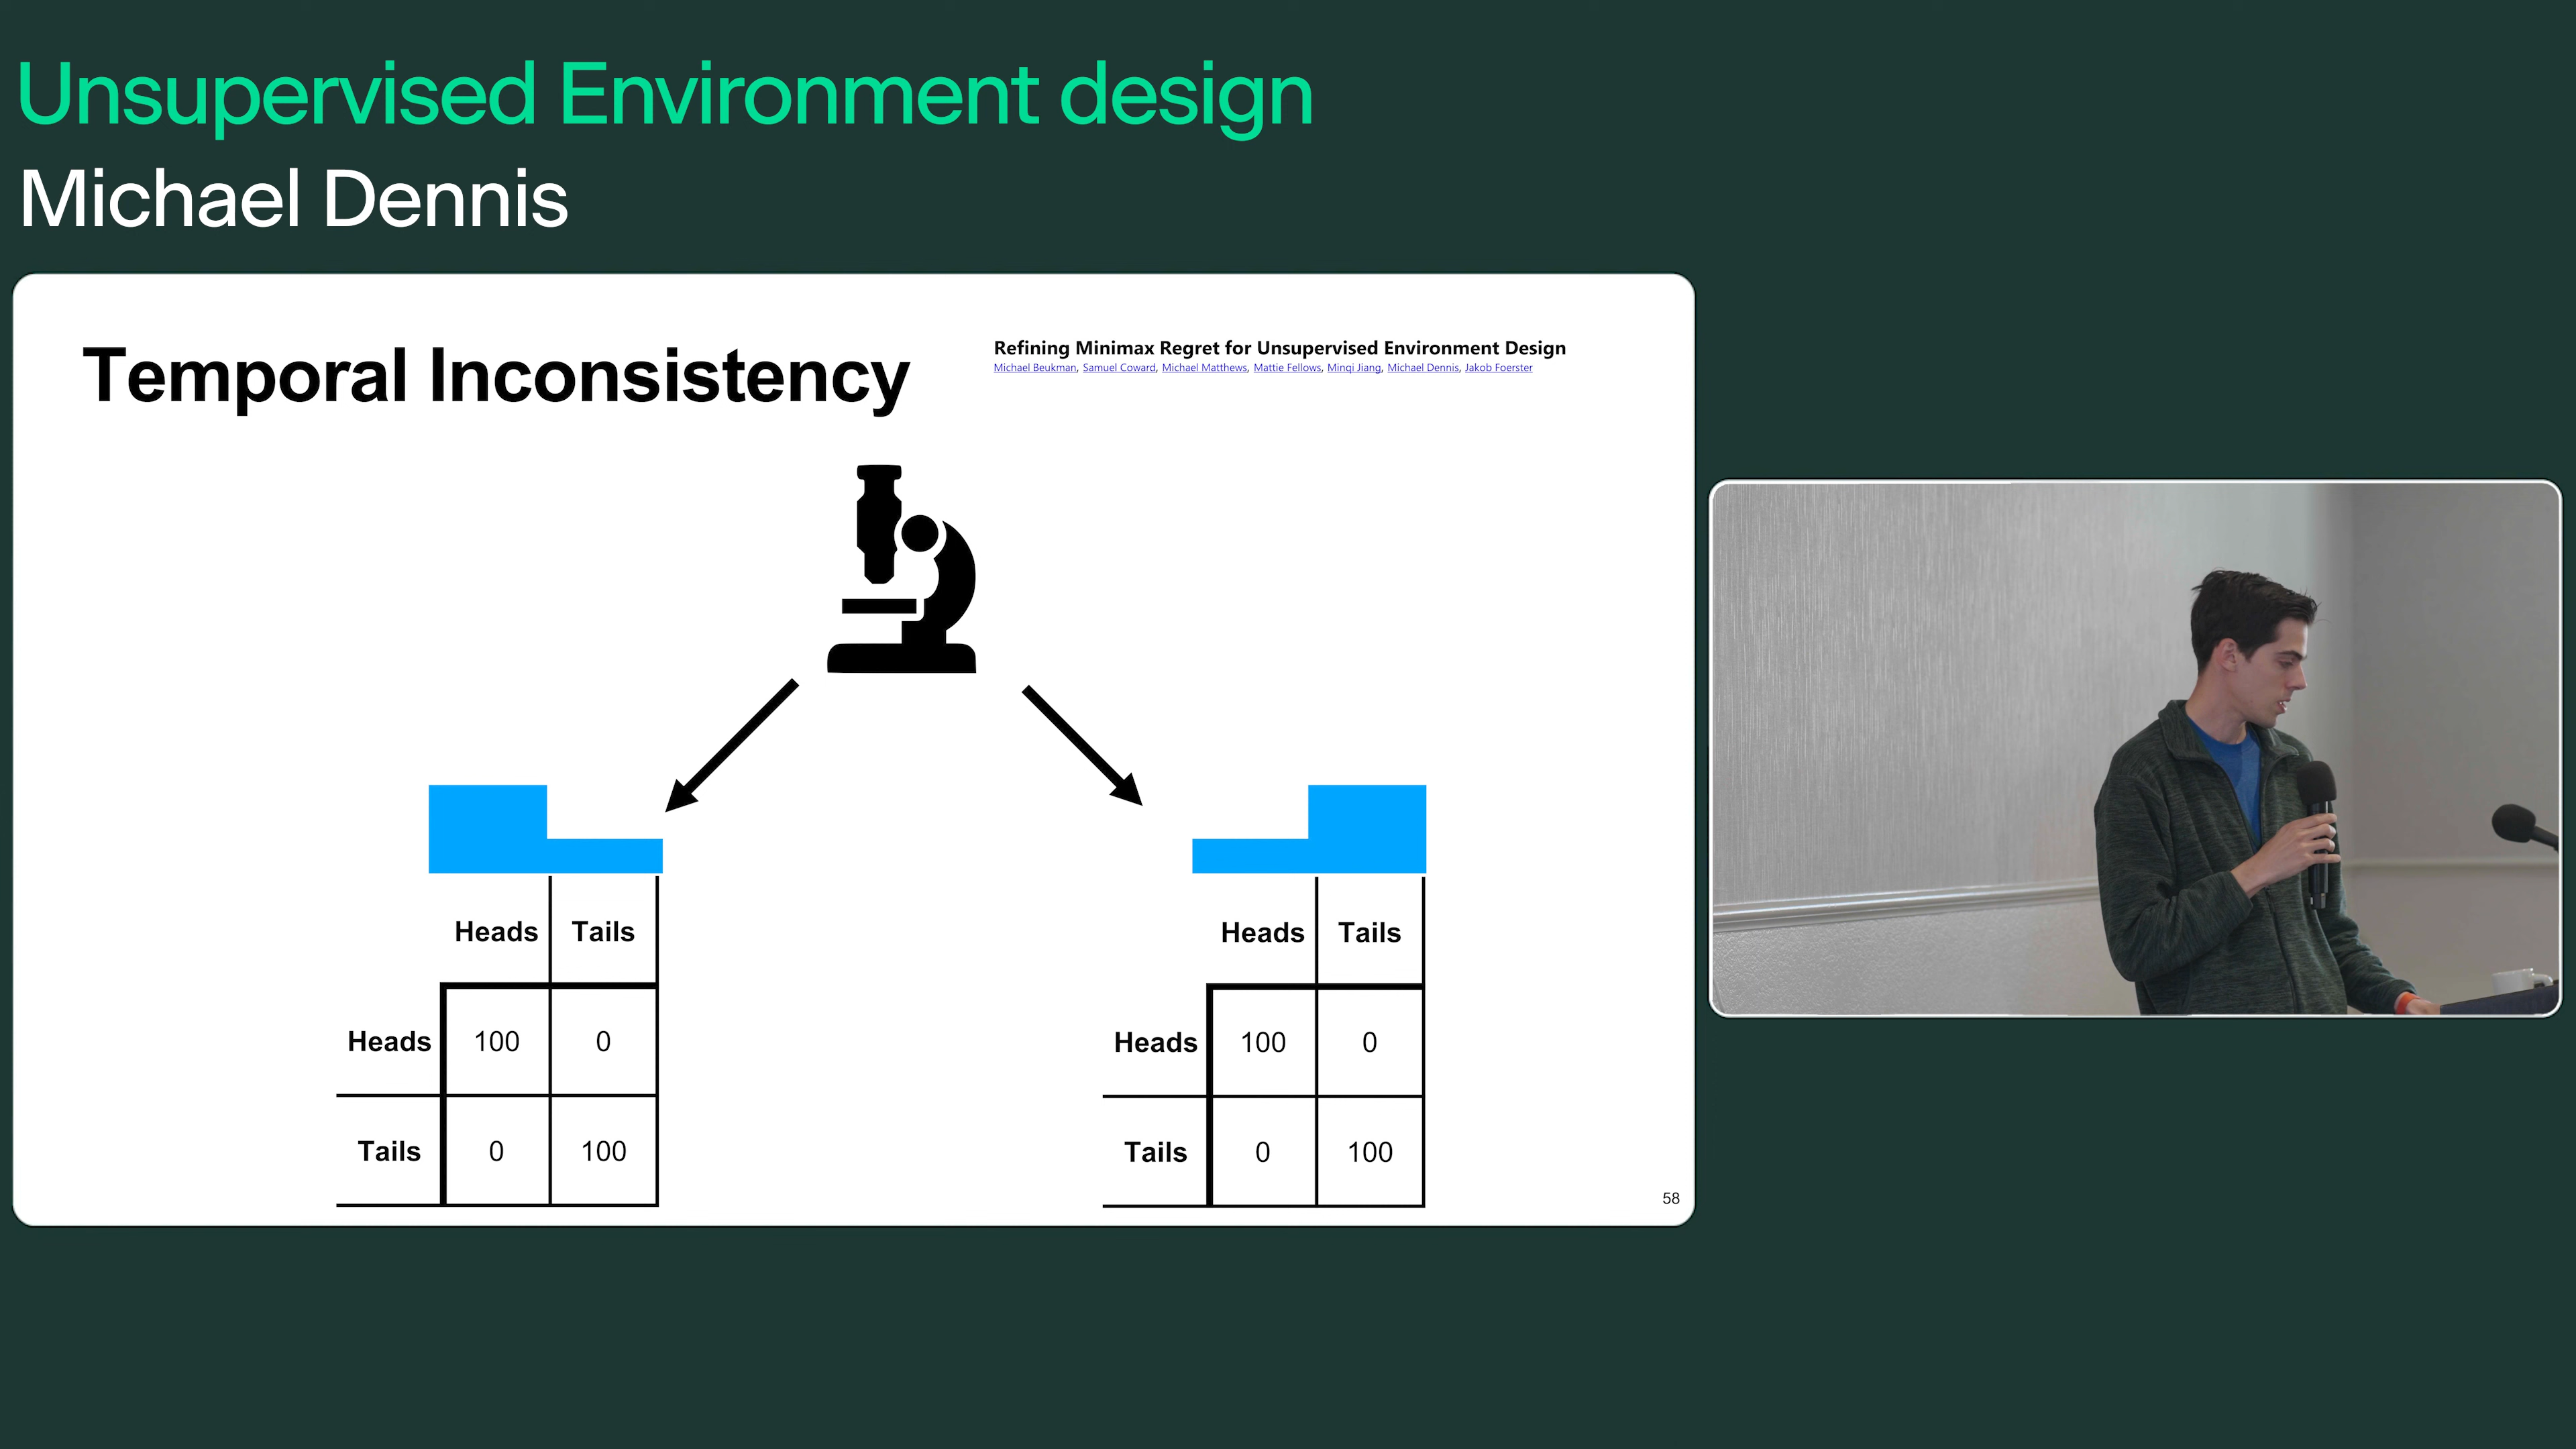 Unsupervised Environment design
Michael Dennis
Temporal Inconsistency
Refining Minimax Regret for Unsupervised Environment Design
Michael Beukman, Samuel Coward, Michael Matthews, Mattie Fellows, Minqi Jiang, Michael Dennis, Jakob Foerster
Heads Tails
Heads 100 0
Tails 0 100
Heads Tails
Heads 100 0
Tails 0 100
58